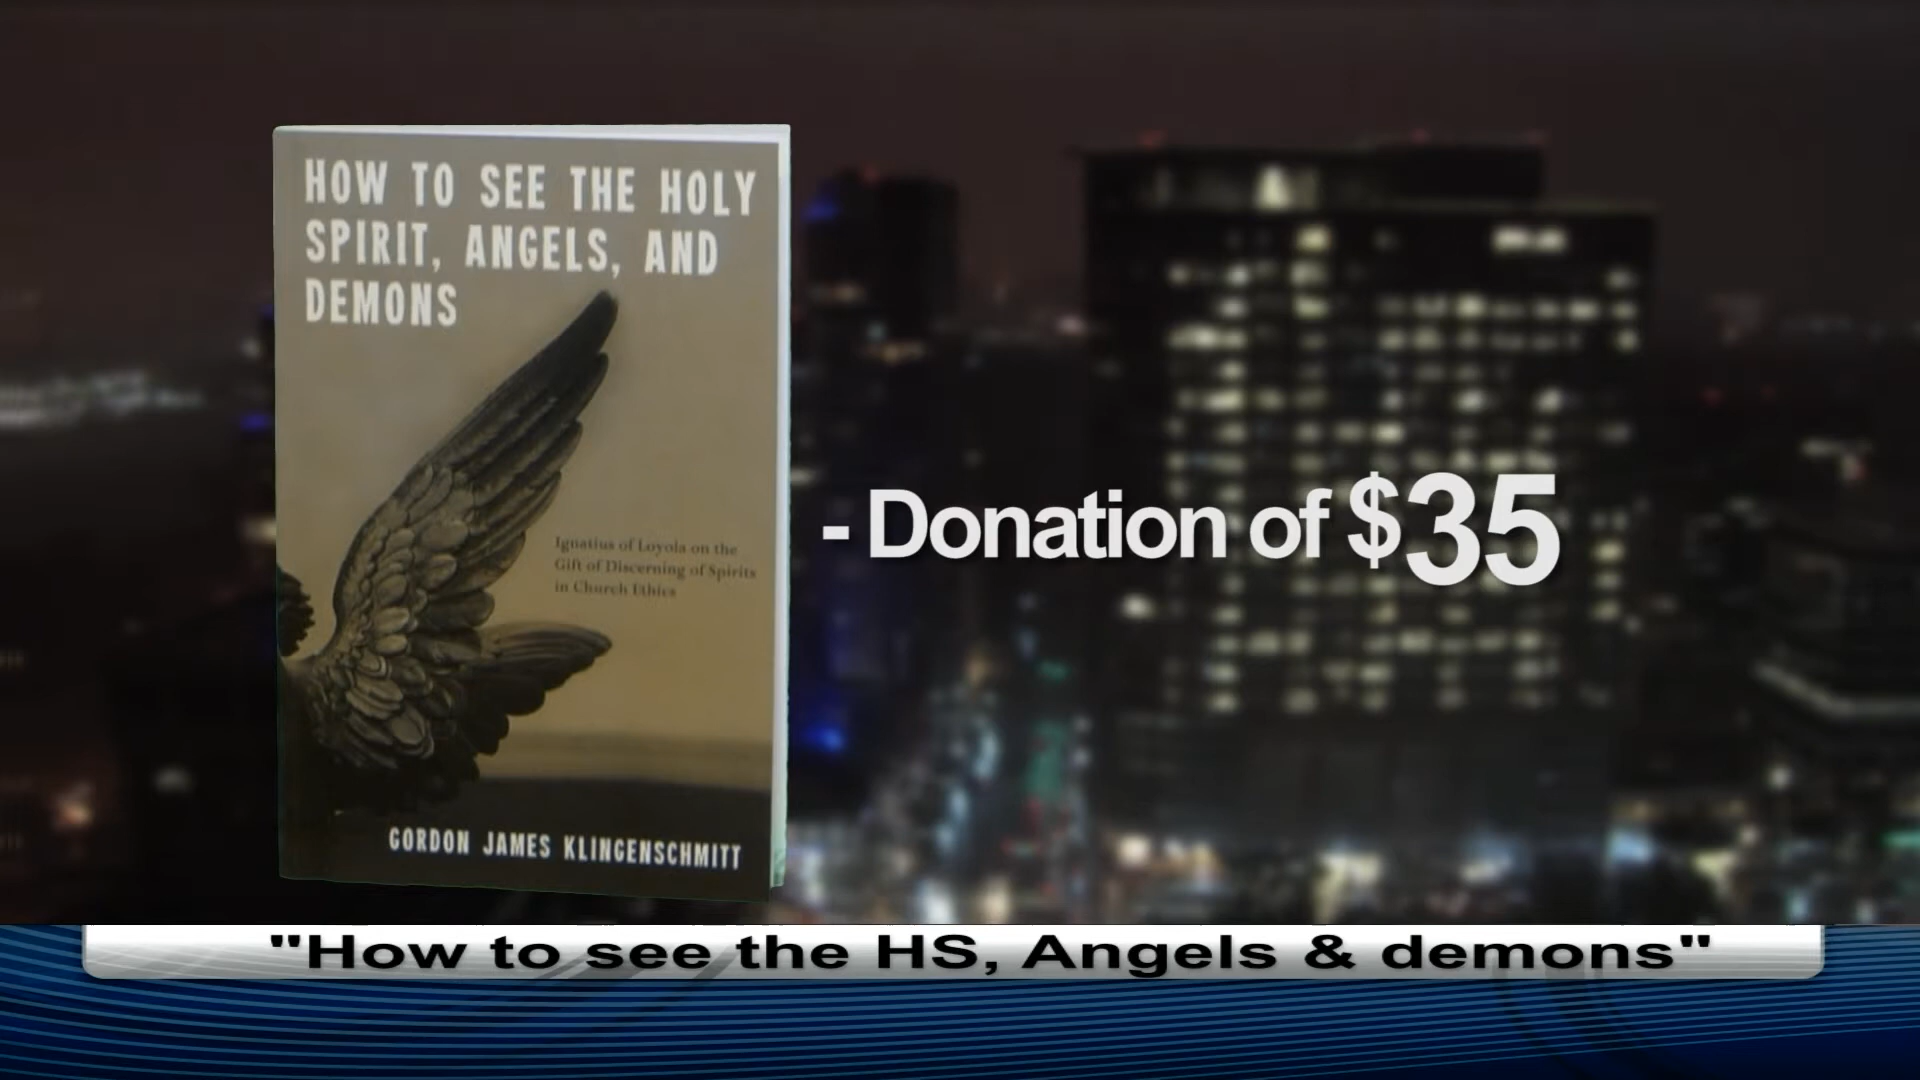 HOW TO SEE THE HOLY
SPIRIT, ANGELS, AND
DEMONS
Ignatius of Loyola on the
Gift of Discerning of Spirits
in Church Ethics
GORDON JAMES KLINGENSCHMITT
- Donation of $35
"How to see the HS, Angels & demons"